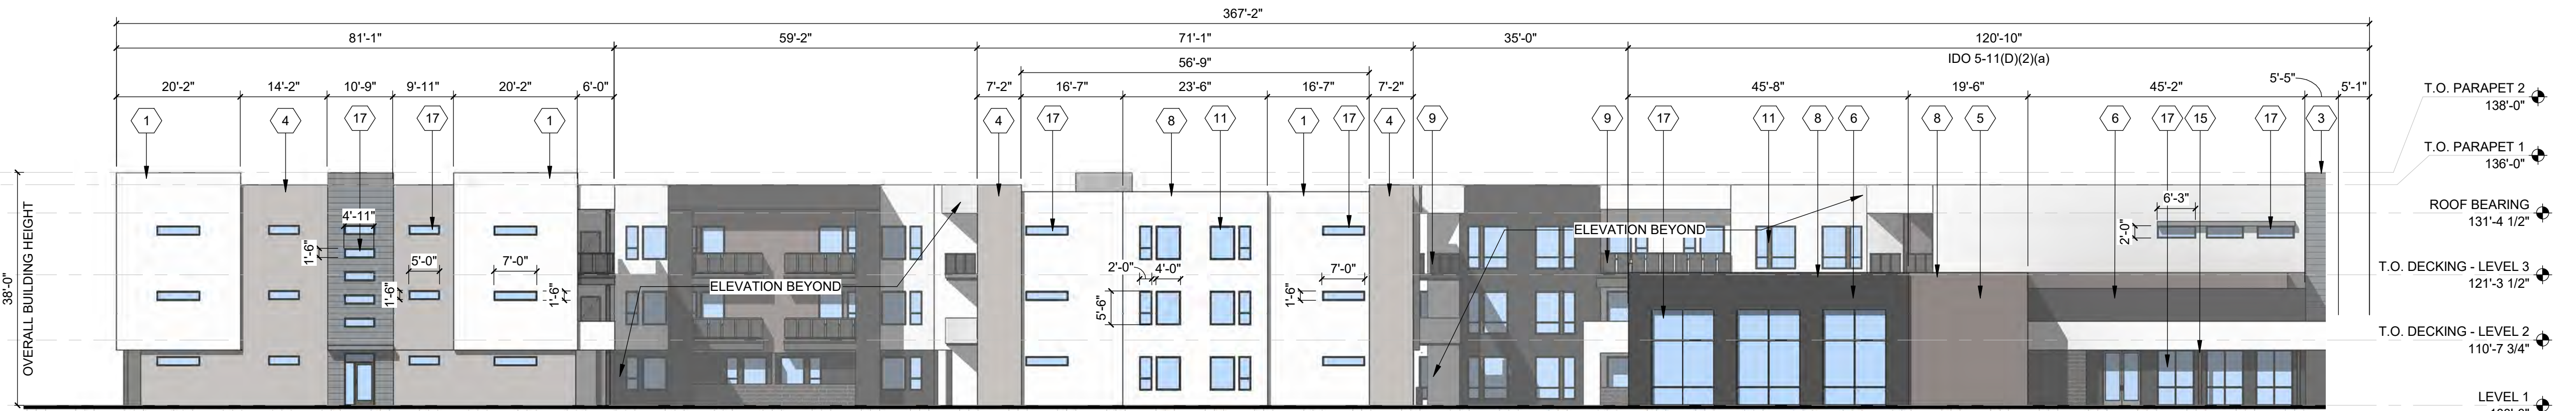 367'-2"
81'-1" 59'-2" 71'-1" 35'-0" 120'-10"
IDO 5-11(D)(2)(a)
56'-9"
20'-2" 14'-2" 10'-9" 9'-11" 20'-2" 6'-0" 7'-2" 16'-7" 23'-6" 16'-7" 7'-2" 45'-8" 19'-6" 45'-2" 5'-5" 5'-1"
1 4 17 17 1 4 17 8 11 1 17 4 9 9 17 11 8 6 8 5 6 17 15 17 3
T.O. PARAPET 2
138'-0"
T.O. PARAPET 1
136'-0"
ROOF BEARING
131'-4 1/2"
T.O. DECKING - LEVEL 3
121'-3 1/2"
T.O. DECKING - LEVEL 2
110'-7 3/4"
LEVEL 1
38'-0"
OVERALL BUILDING HEIGHT
4'-11"
1'-6"
5'-0"
1'-6"
7'-0"
1'-6"
ELEVATION BEYOND
2'-0" 4'-0"
5'-6"
7'-0"
1'-6"
ELEVATION BEYOND
6'-3"
2'-0"